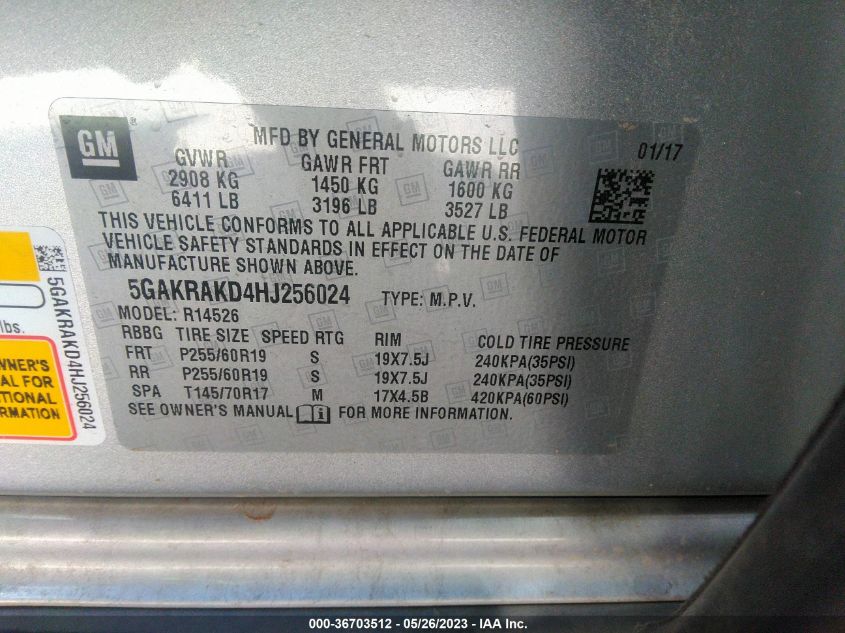 GM ®
MFD BY GENERAL MOTORS LLC 01/17
GVWR GAWR FRT GAWR RR
2908 KG 1450 KG 1600 KG
6411 LB 3196 LB 3527 LB
THIS VEHICLE CONFORMS TO ALL APPLICABLE U.S. FEDERAL MOTOR
VEHICLE SAFETY STANDARDS IN EFFECT ON THE DATE OF
MANUFACTURE SHOWN ABOVE.
5GAKRAKD4HJ256024 TYPE: M.P.V.
MODEL: R14526
RBBG TIRE SIZE SPEED RTG RIM COLD TIRE PRESSURE
FRT P255/60R19 S 19X7.5J 240KPA(35PSI)
RR P255/60R19 S 19X7.5J 240KPA(35PSI)
SPA T145/70R17 M 17X4.5B 420KPA(60PSI)
SEE OWNER'S MANUAL FOR MORE INFORMATION.
5GAKRAKD4HJ256024
lbs.
WNER'S
AL FOR
TIONAL
RMATION
000-36703512 - 05/26/2023 - IAA Inc.